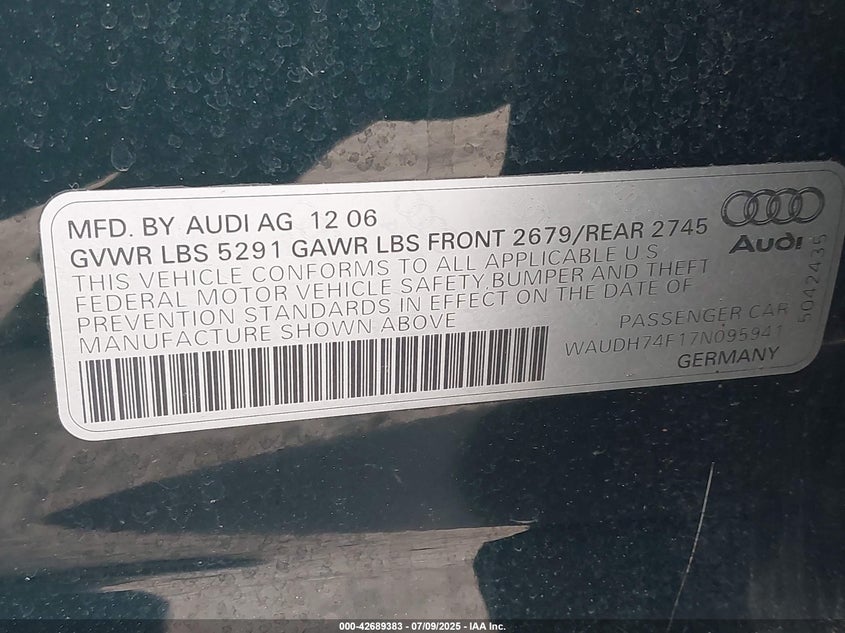 MFD. BY AUDI AG 12 06
GVWR LBS 5291 GAWR LBS FRONT 2679/REAR 2745
THIS VEHICLE CONFORMS TO ALL APPLICABLE U S
FEDERAL MOTOR VEHICLE SAFETY, BUMPER AND THEFT
PREVENTION STANDARDS IN EFFECT ON THE DATE OF
MANUFACTURE SHOWN ABOVE
Audi
5042435
PASSENGER CAR
WAUDH74F17N095941
GERMANY
000-42689383 - 07/09/2025 - IAA Inc.